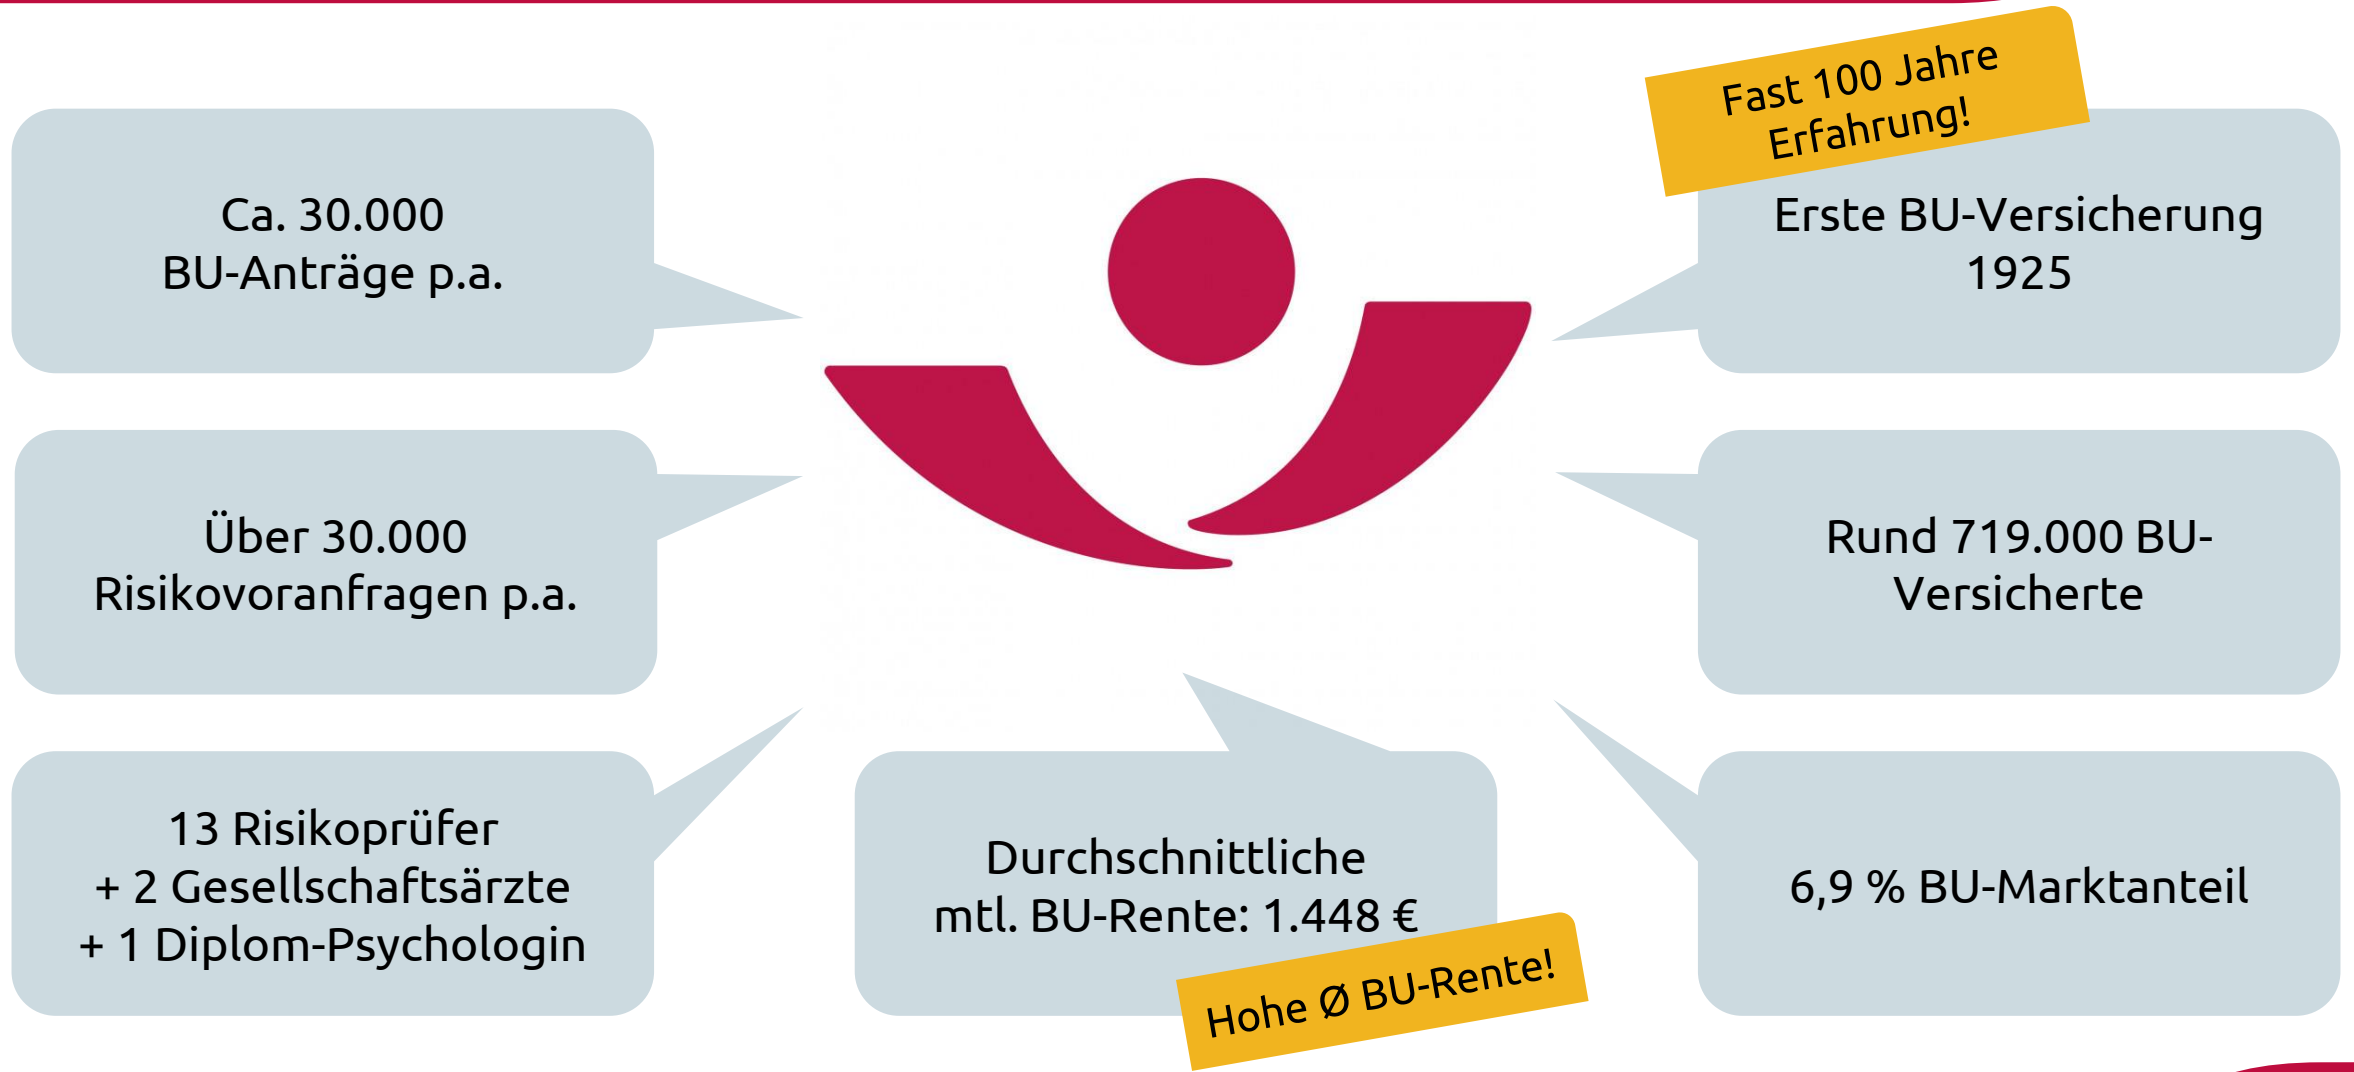 Ca. 30.000
BU-Anträge p.a.
Über 30.000
Risikovoranfragen p.a.
13 Risikoprüfer
+ 2 Gesellschaftsärzte
+ 1 Diplom-Psychologin
Durchschnittliche
mtl. BU-Rente: 1.448 €
Hohe Ø BU-Rente!
Fast 100 Jahre
Erfahrung!
Erste BU-Versicherung
1925
Rund 719.000 BU-
Versicherte
6,9 % BU-Marktanteil